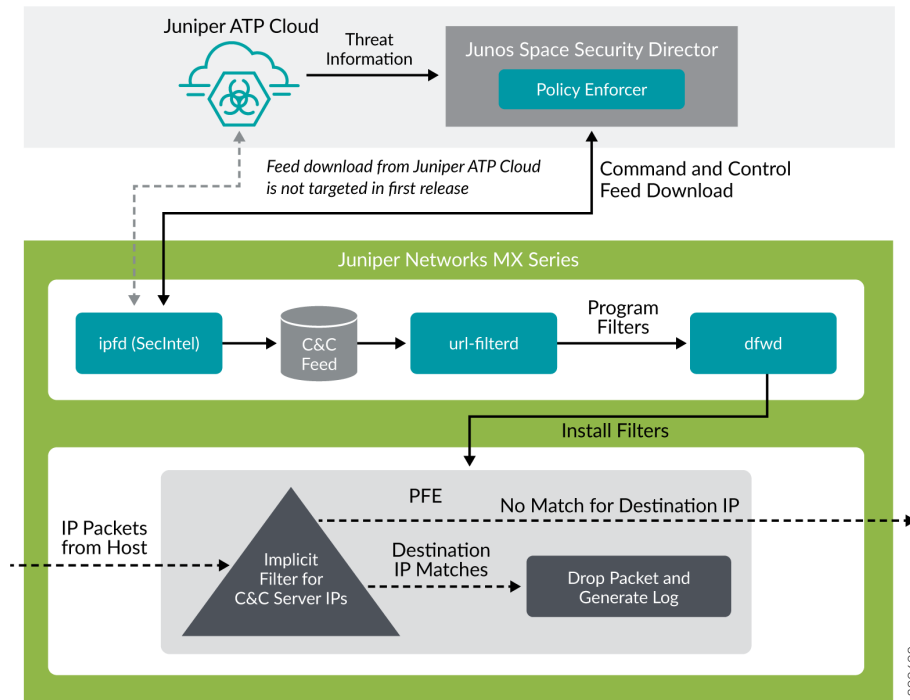 Juniper ATP Cloud
Threat
Information
Junos Space Security Director
Policy Enforcer
Feed download from Juniper ATP Cloud
is not targeted in first release
Command and Control
Feed Download
Juniper Networks MX Series
ipfd (SecIntel)
C&C
Feed
url-filterd
Program
Filters
dfwd
Install Filters
PFE
No Match for Destination IP
IP Packets
from Host
Implicit
Filter for
C&C Server IPs
Destination
IP Matches
Drop Packet and
Generate Log